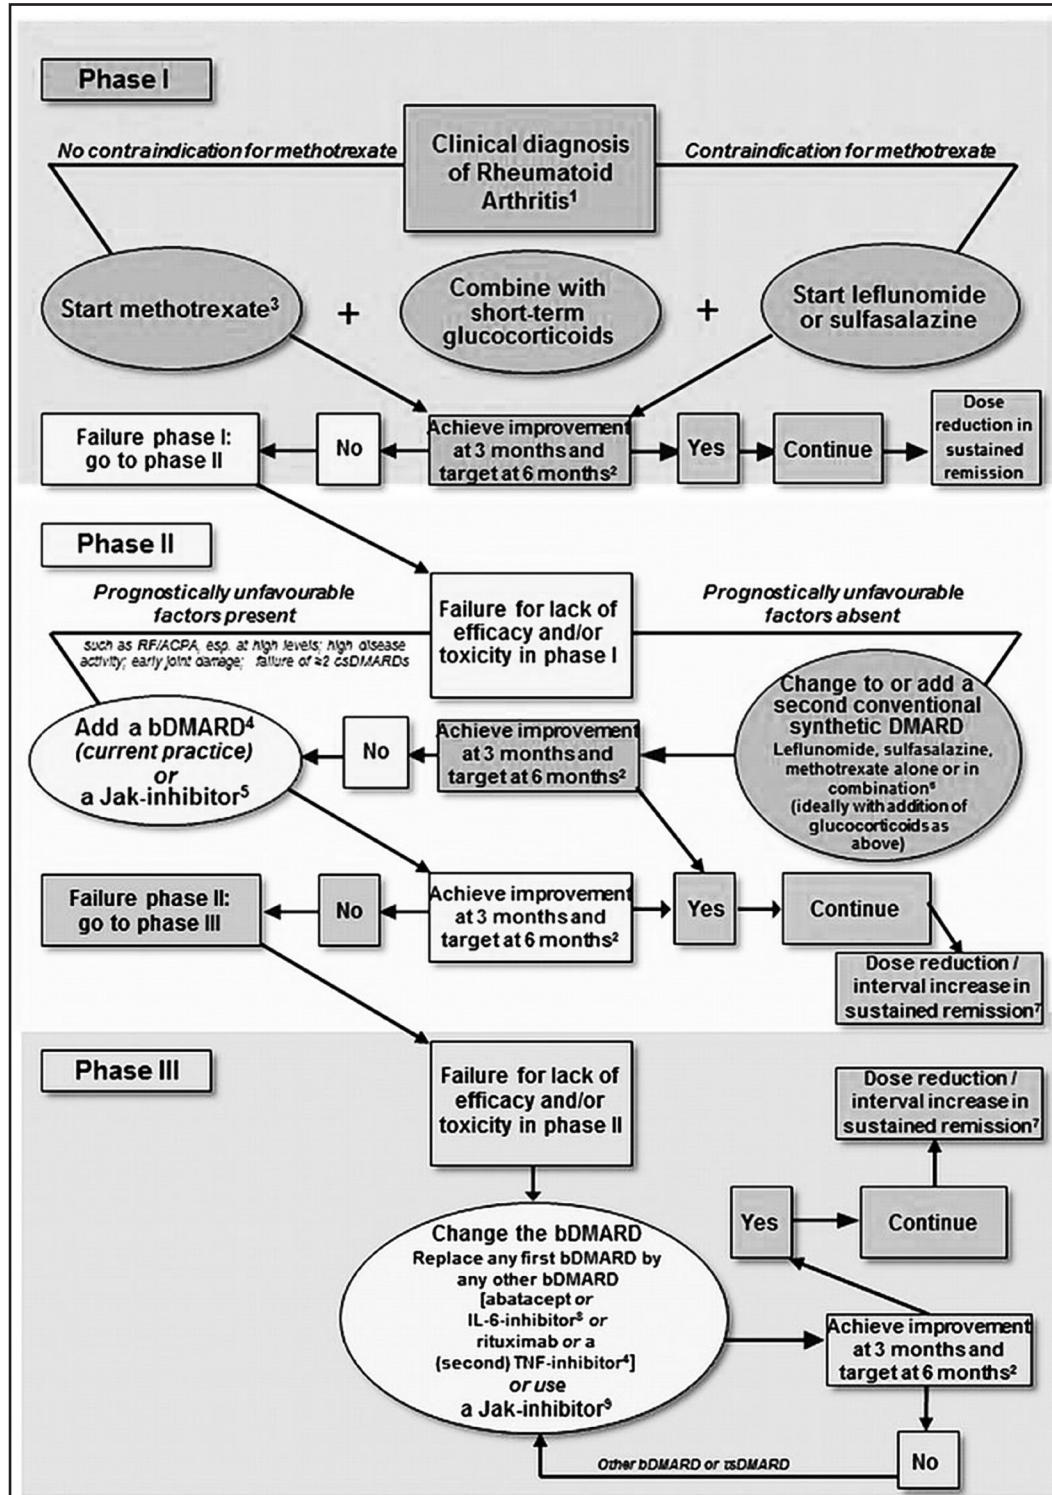 Phase I
No contraindication for methotrexate
Clinical diagnosis
of Rheumatoid
Arthritis¹
Contraindication for methotrexate
Start methotrexate³
+
Combine with
short-term
glucocorticoids
+
Start leflunomide
or sulfasalazine
Failure phase I:
go to phase II
No
Achieve improvement
at 3 months and
target at 6 months²
Yes
Continue
Dose
reduction in
sustained
remission
Phase II
Prognostically unfavourable
factors present
such as RF/ACPA, esp. at high levels; high disease
activity; early joint damage; failure of ≥2 csDMARDs
Failure for lack of
efficacy and/or
toxicity in phase I
Prognostically unfavourable
factors absent
Add a bDMARD⁴
(current practice)
or
a Jak-inhibitor⁵
No
Achieve improvement
at 3 months and
target at 6 months²
Change to or add a
second conventional
synthetic DMARD
Leflunomide, sulfasalazine,
methotrexate alone or in
combination⁶
(ideally with addition of
glucocorticoids as
above)
Failure phase II:
go to phase III
No
Achieve improvement
at 3 months and
target at 6 months²
Yes
Continue
Dose reduction /
interval increase in
sustained remission⁷
Phase III
Failure for lack of
efficacy and/or
toxicity in phase II
Dose reduction /
interval increase in
sustained remission⁷
Yes
Continue
Change the bDMARD
Replace any first bDMARD by
any other bDMARD
[abatacept or
IL-6-inhibitor⁸ or
rituximab or a
(second) TNF-inhibitor⁴]
or use
a Jak-inhibitor⁹
Achieve improvement
at 3 months and
target at 6 months²
No
Other bDMARD or tsDMARD